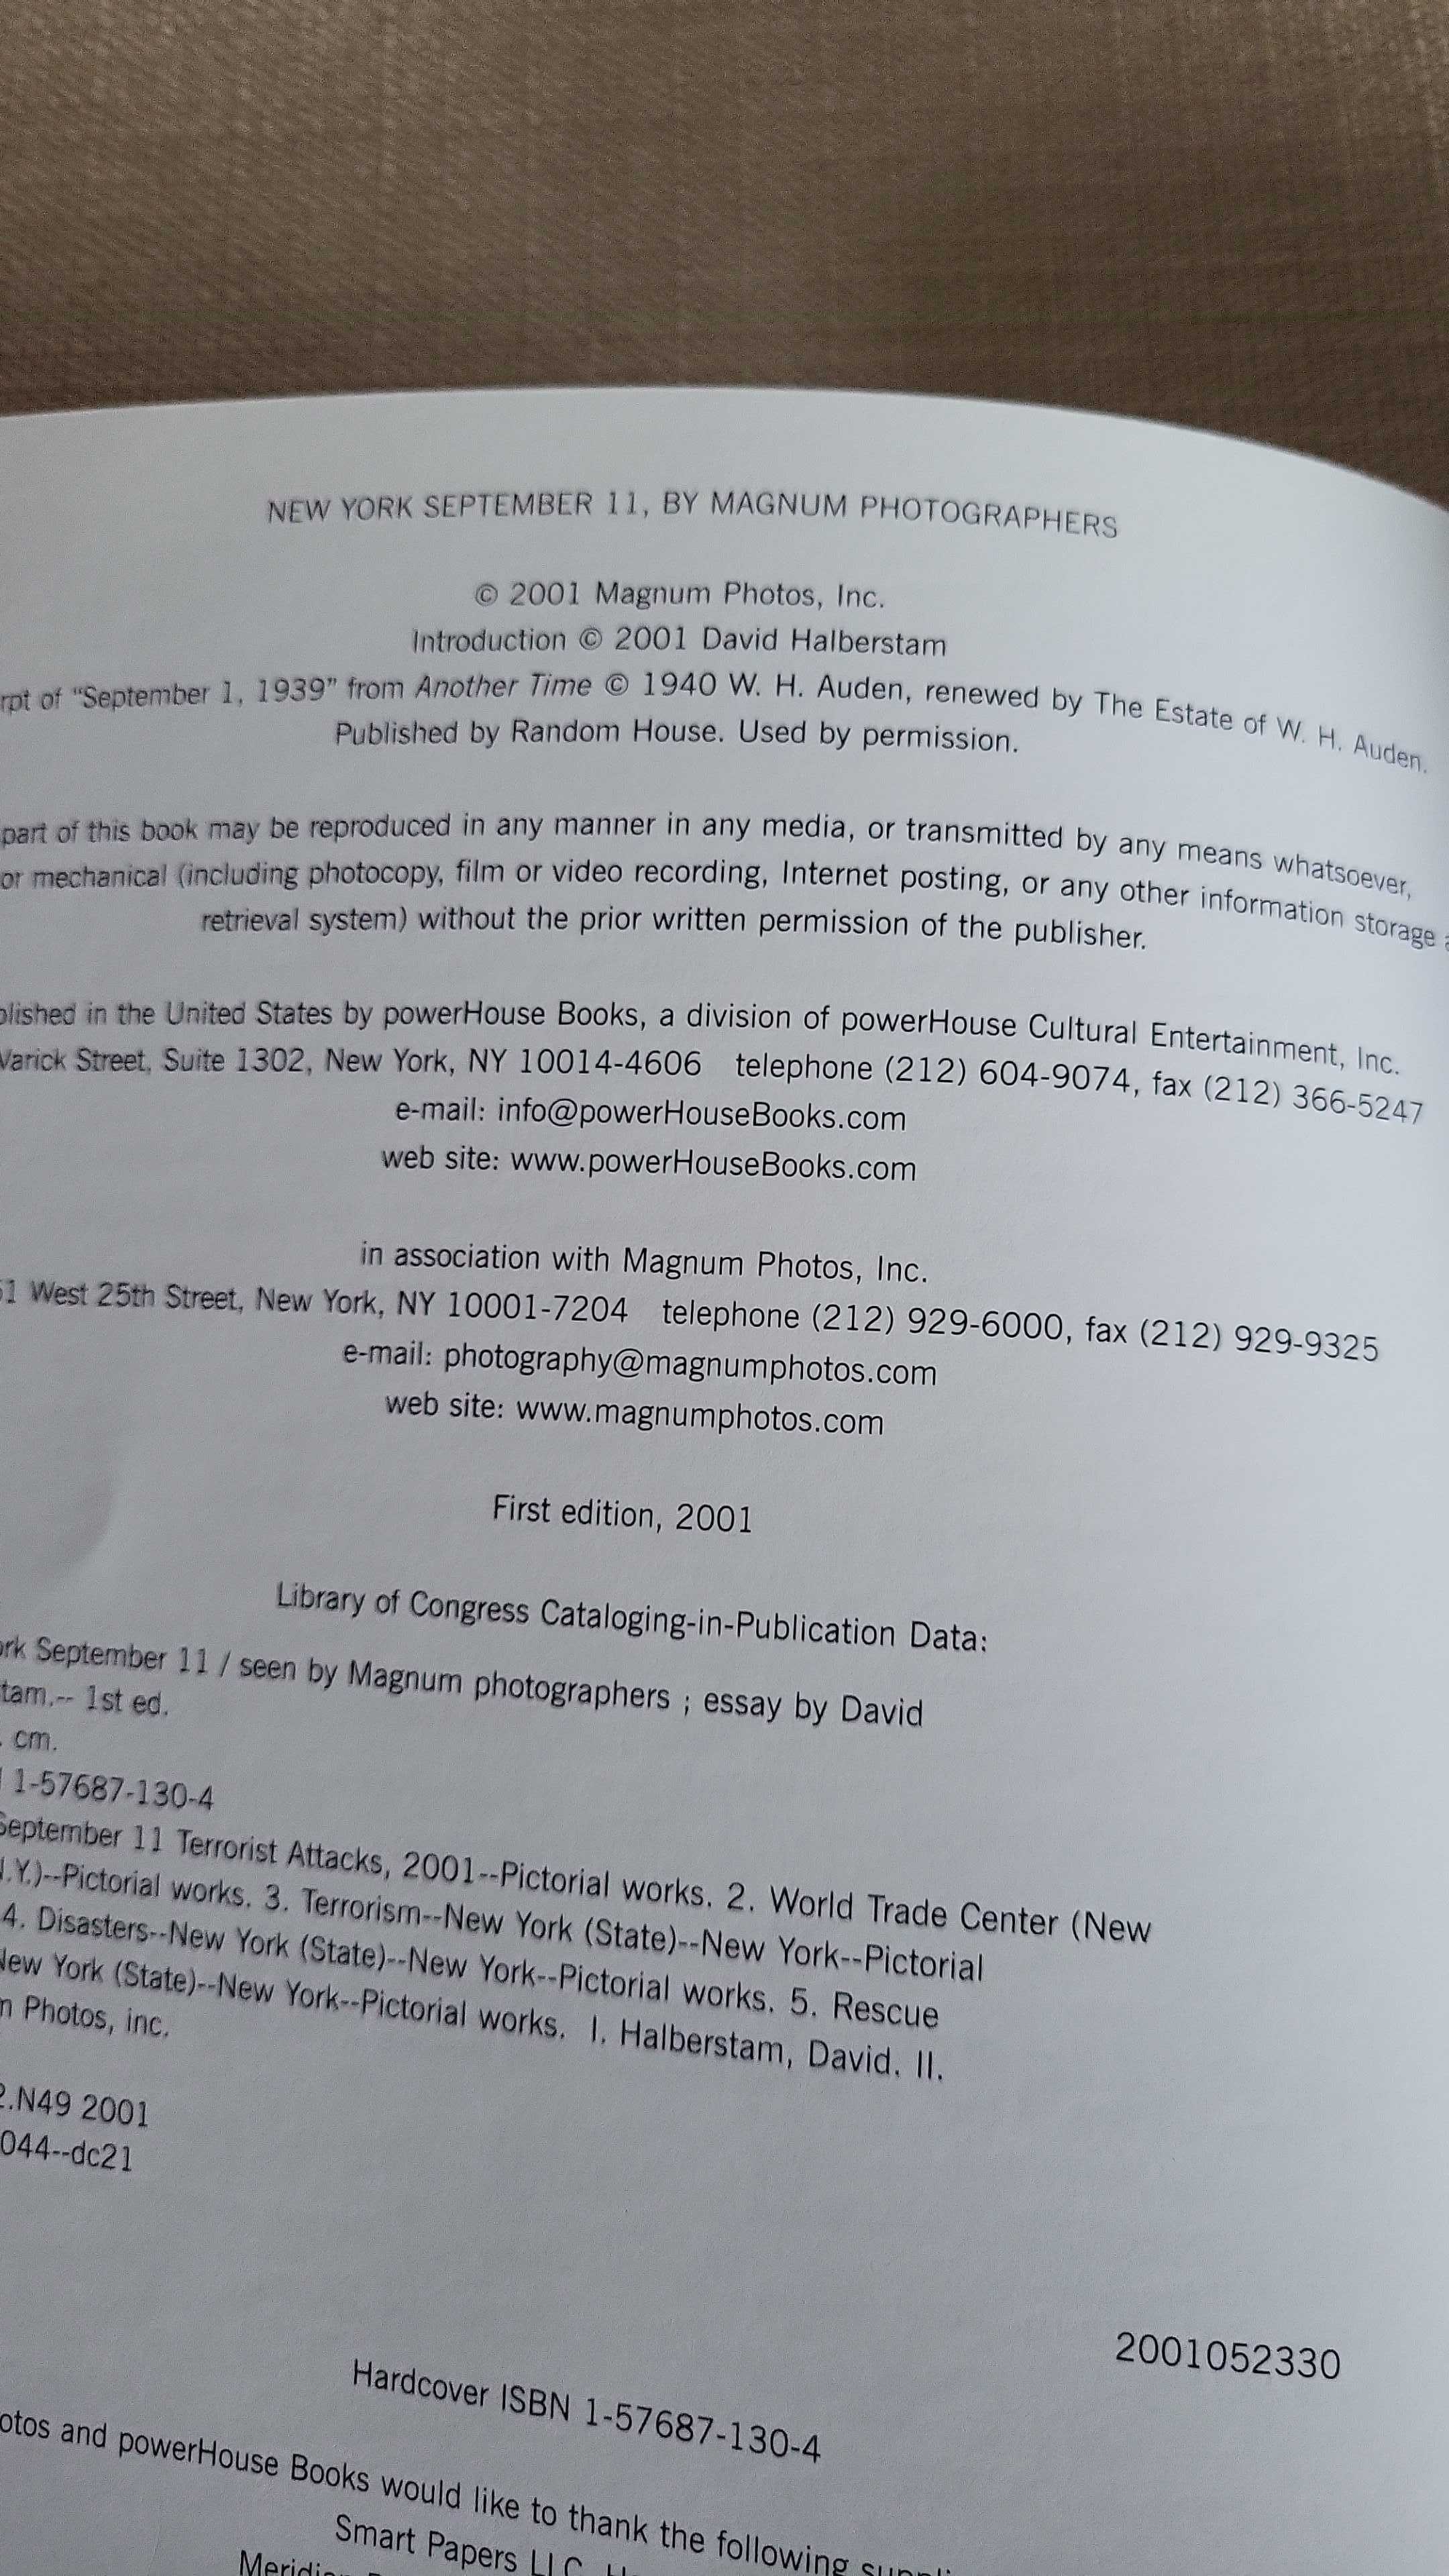 NEW YORK SEPTEMBER 11, BY MAGNUM PHOTOGRAPHERS
© 2001 Magnum Photos, Inc.
Introduction © 2001 David Halberstam
rpt of “September 1, 1939” from Another Time © 1940 W. H. Auden, renewed by The Estate of W. H. Auden.
Published by Random House. Used by permission.
part of this book may be reproduced in any manner in any media, or transmitted by any means whatsoever,
or mechanical (including photocopy, film or video recording, Internet posting, or any other information storage
retrieval system) without the prior written permission of the publisher.
blished in the United States by powerHouse Books, a division of powerHouse Cultural Entertainment, Inc.
Varick Street, Suite 1302, New York, NY 10014-4606 telephone (212) 604-9074, fax (212) 366-5247
e-mail: info@powerHouseBooks.com
web site: www.powerHouseBooks.com
in association with Magnum Photos, Inc.
51 West 25th Street, New York, NY 10001-7204 telephone (212) 929-6000, fax (212) 929-9325
e-mail: photography@magnumphotos.com
web site: www.magnumphotos.com
First edition, 2001
Library of Congress Cataloging-in-Publication Data:
ork September 11 / seen by Magnum photographers ; essay by David
tam.-- 1st ed.
. cm.
1-57687-130-4
September 11 Terrorist Attacks, 2001--Pictorial works. 2. World Trade Center (New
.Y.)--Pictorial works. 3. Terrorism--New York (State)--New York--Pictorial
4. Disasters--New York (State)--New York--Pictorial works. 5. Rescue
New York (State)--New York--Pictorial works. I. Halberstam, David. II.
Photos, inc.
.N49 2001
044--dc21
2001052330
Hardcover ISBN 1-57687-130-4
otos and powerHouse Books would like to thank the following
Smart Papers LLC